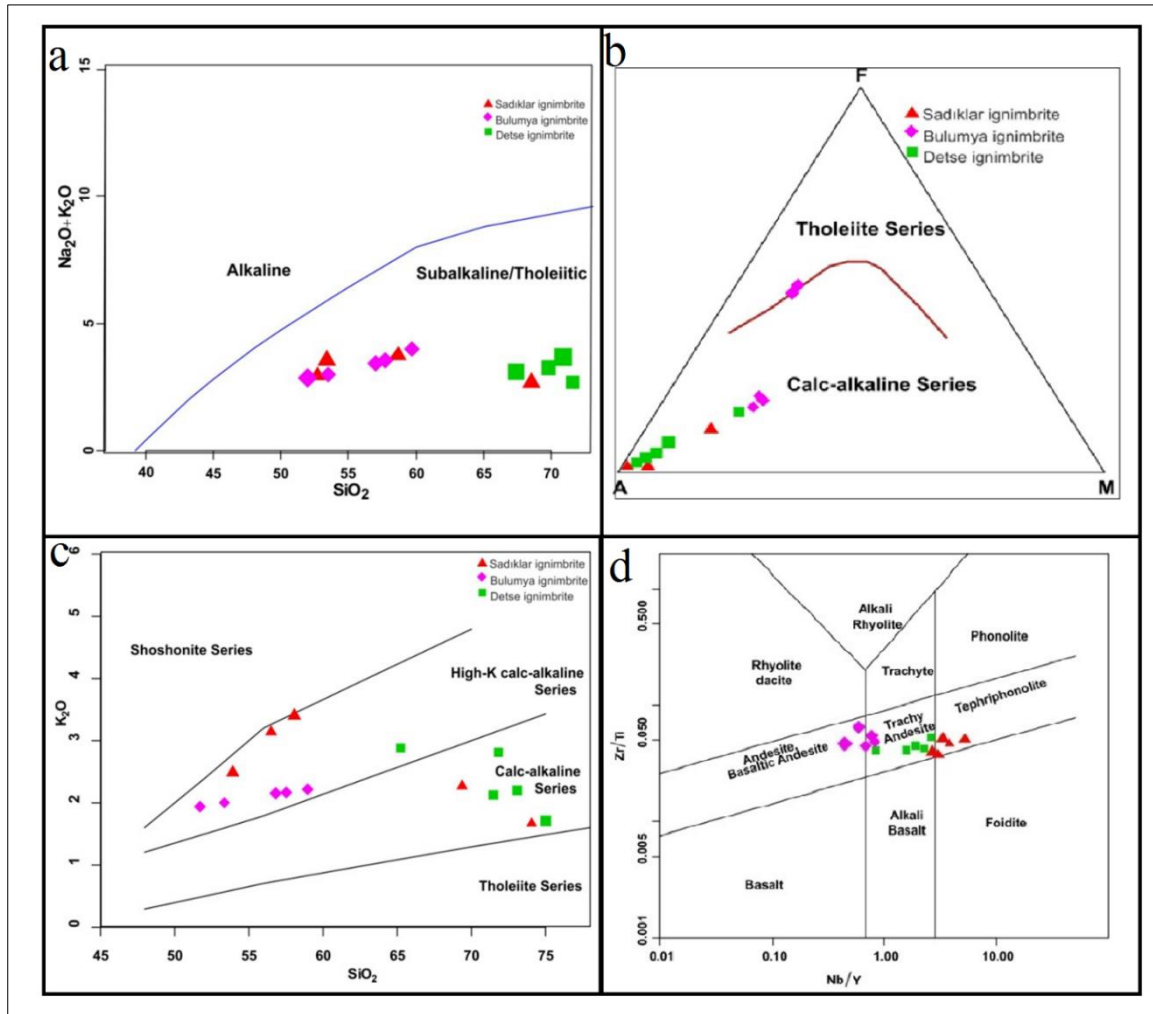 a
15
10
5
0
Na2O+K2O
Sadıklar ignimbrite
Bulumya ignimbrite
Detse ignimbrite
Alkaline
Subalkaline/Tholeiitic
40 45 50 55 60 65 70
SiO2
b
F
Sadıklar ignimbrite
Bulumya ignimbrite
Detse ignimbrite
Tholeiite Series
Calc-alkaline Series
A
M
c
6
5
4
3
2
1
0
K2O
Sadıklar ignimbrite
Bulumya ignimbrite
Detse ignimbrite
Shoshonite Series
High-K calc-alkaline
Series
Calc-alkaline
Series
Tholeiite Series
45 50 55 60 65 70 75
SiO2
d
0.500
0.050
0.005
0.001
Zr/Ti
Alkali
Rhyolite
Phonolite
Rhyolite
dacite
Trachyte
Tephriphonolite
Trachy
Andesite
Andesite
Basaltic Andesite
Alkali
Basalt
Foidite
Basalt
0.01 0.10 1.00 10.00
Nb/Y